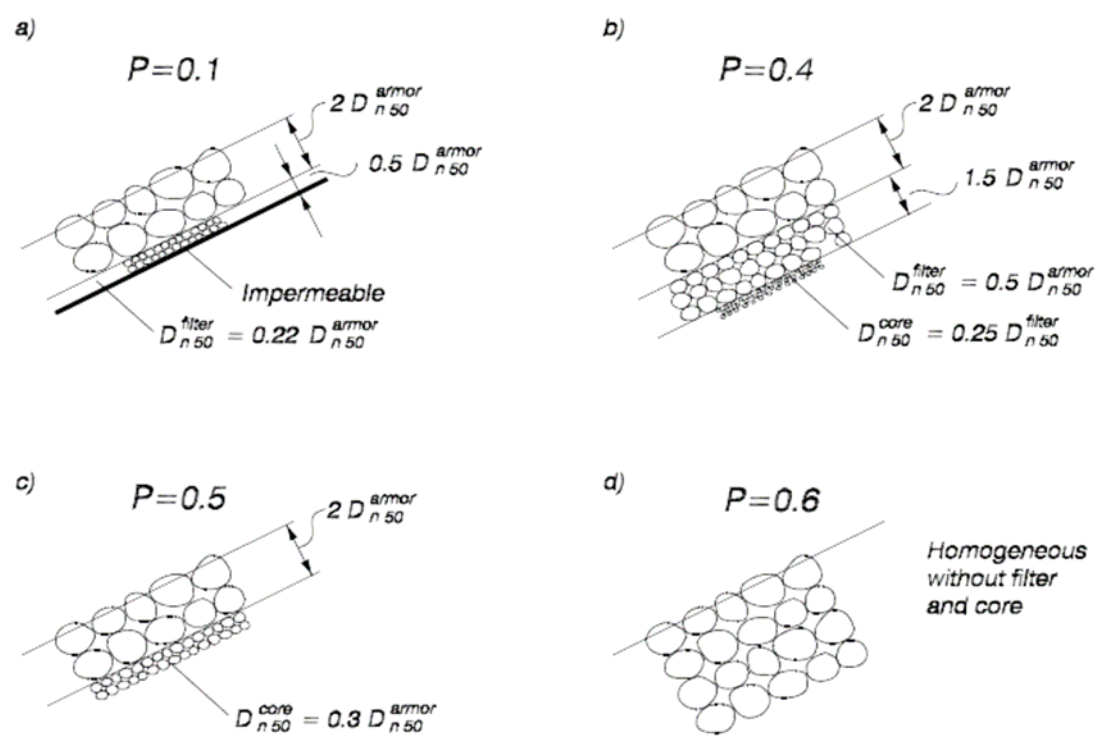 a)
P=0.1
2 D armor n 50
0.5 D armor n 50
Impermeable
D filter n 50 = 0.22 D armor n 50
b)
P=0.4
2 D armor n 50
1.5 D armor n 50
D filter n 50 = 0.5 D armor n 50
D core n 50 = 0.25 D filter n 50
c)
P=0.5
2 D armor n 50
D core n 50 = 0.3 D armor n 50
d)
P=0.6
Homogeneous
without filter
and core